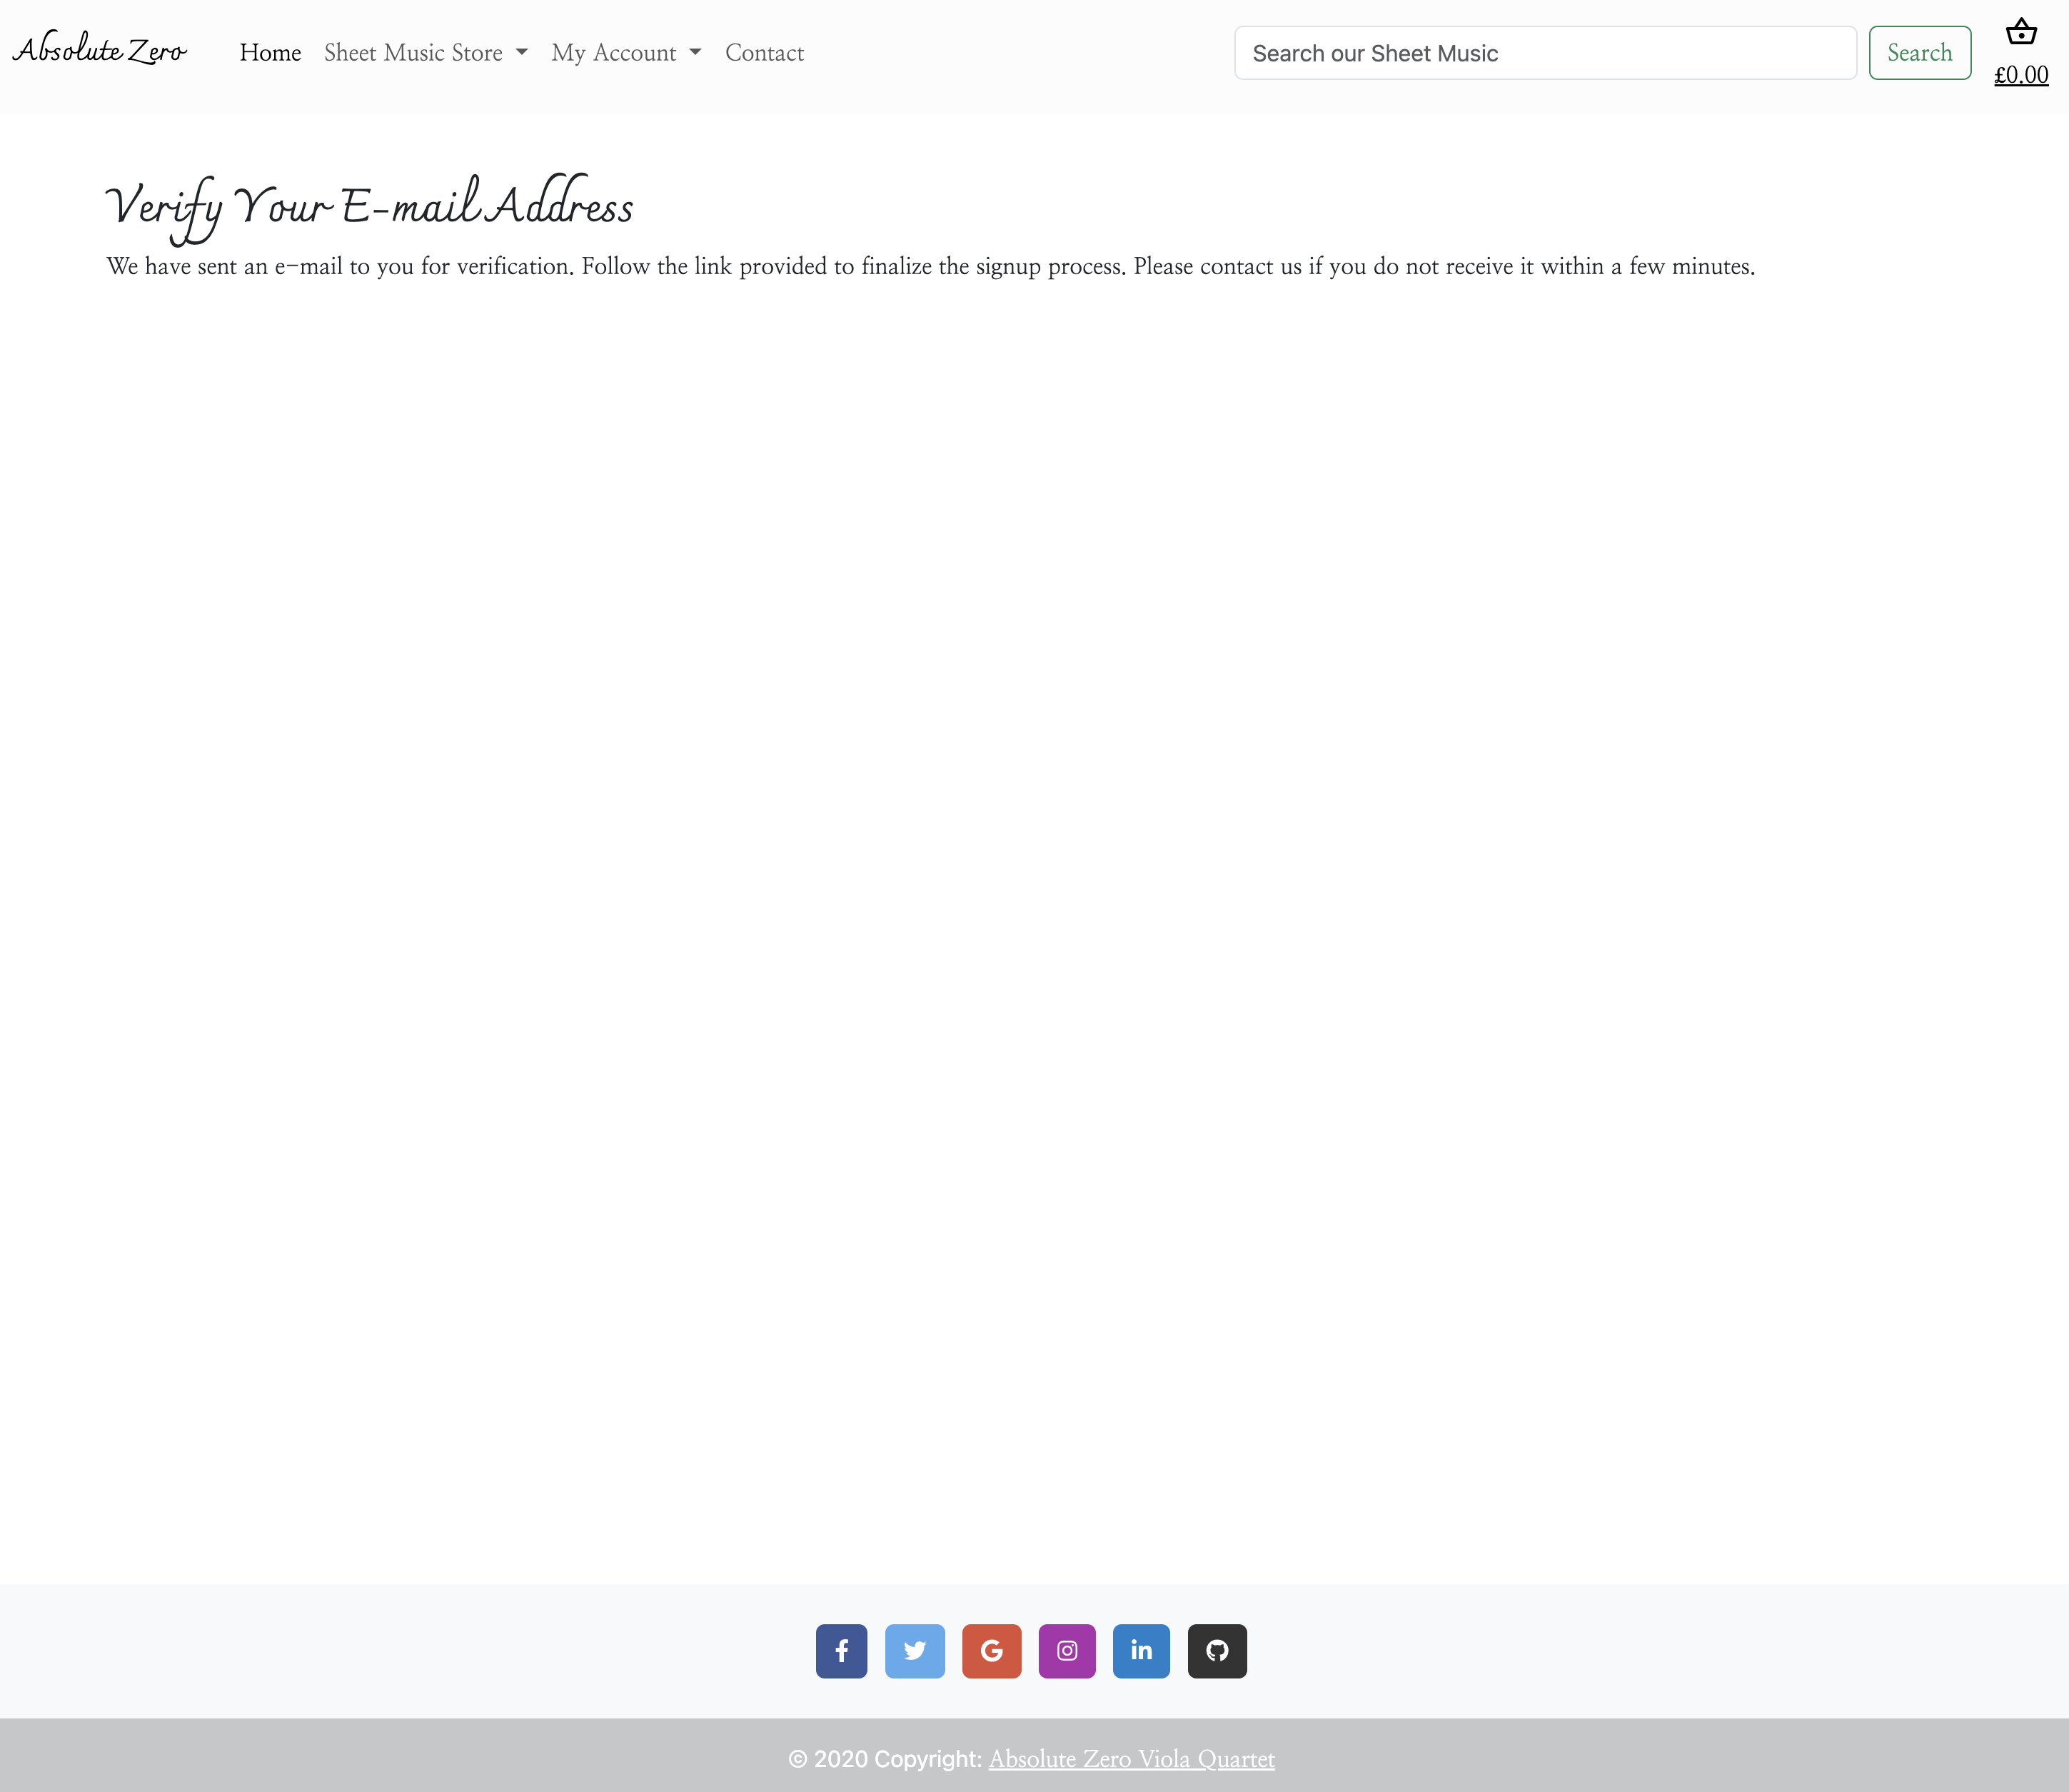 Absolute Zero
Home Sheet Music Store My Account Contact
Search our Sheet Music
Search
£0.00
Verify Your E-mail Address
We have sent an e-mail to you for verification. Follow the link provided to finalize the signup process. Please contact us if you do not receive it within a few minutes.
© 2020 Copyright: Absolute Zero Viola Quartet